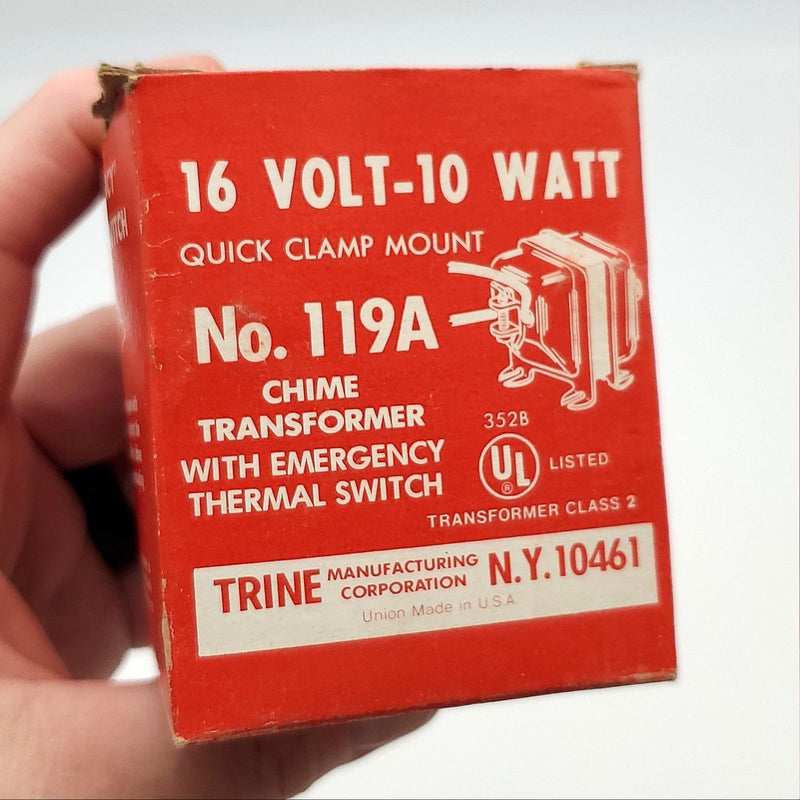 16 VOLT-10 WATT
QUICK CLAMP MOUNT
No. 119A
CHIME
TRANSFORMER
WITH EMERGENCY
THERMAL SWITCH
352B
UL
®
LISTED
TRANSFORMER CLASS 2
TRINE MANUFACTURING CORPORATION N.Y. 10461
Union Made in U.S.A.